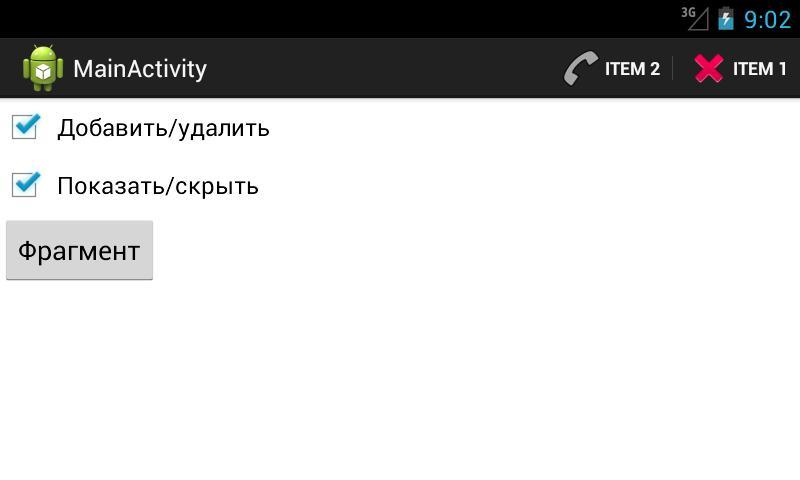 3G 9:02
MainActivity ITEM 2 ITEM 1
Добавить/удалить
Показать/скрыть
Фрагмент